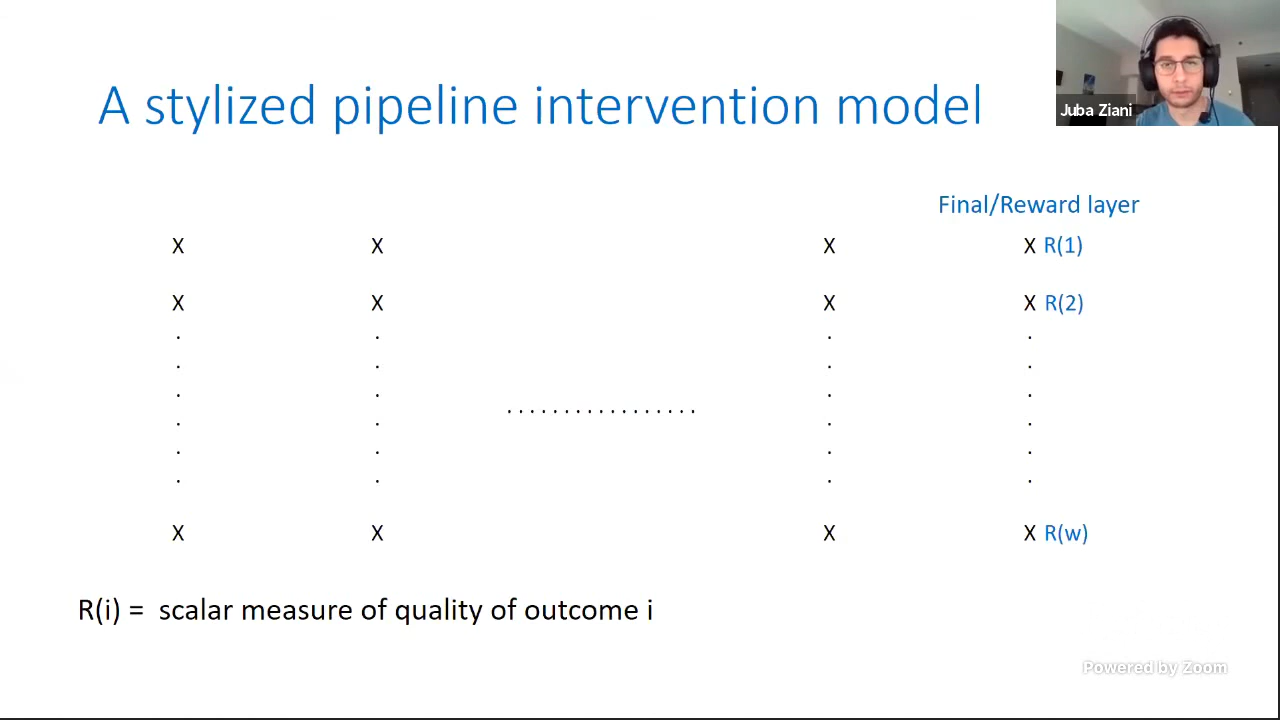 A stylized pipeline intervention model
Juba Ziani
Final/Reward layer
X X X X R(1)
X X X X R(2)
. . . .
. . . .
. . . .
. . . . . . . . . . . . . . . . .
. . . .
. . . .
. . . .
X X X X R(w)
R(i) = scalar measure of quality of outcome i
Powered by Zoom